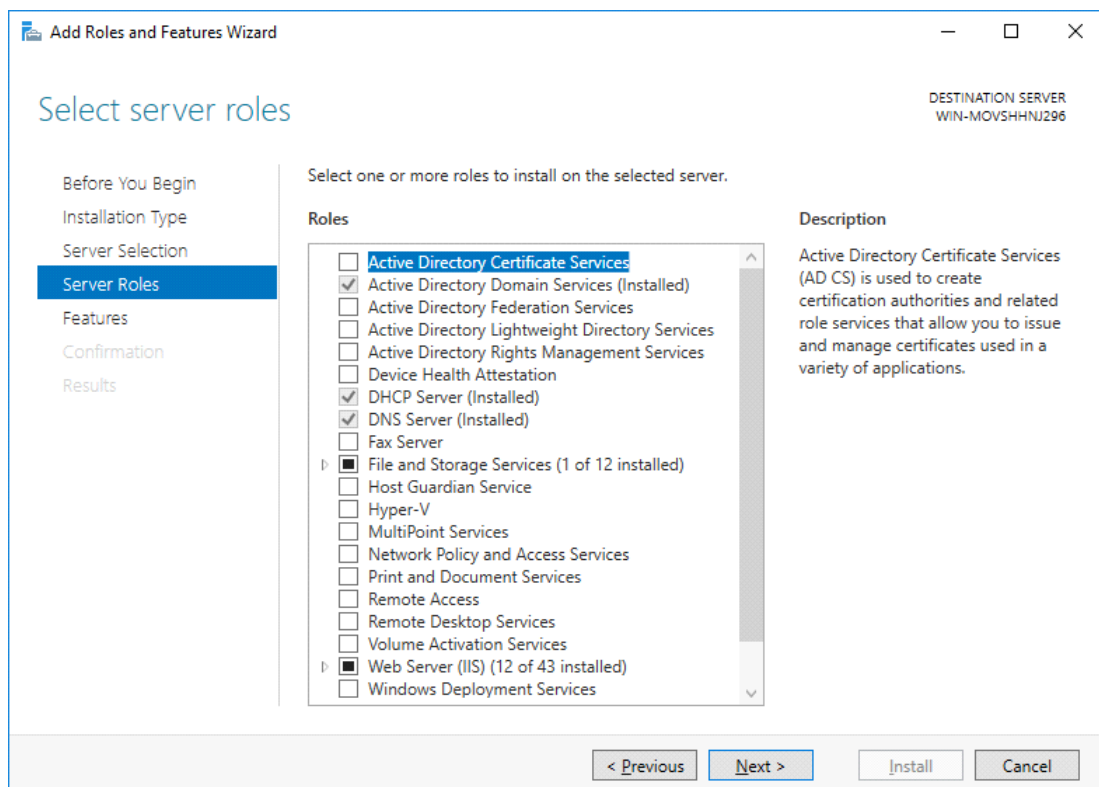 Add Roles and Features Wizard
Select server roles
DESTINATION SERVER
WIN-MOVSHHNJ296
Before You Begin
Installation Type
Server Selection
Server Roles
Features
Confirmation
Results
Select one or more roles to install on the selected server.
Roles
Active Directory Certificate Services
Active Directory Domain Services (Installed)
Active Directory Federation Services
Active Directory Lightweight Directory Services
Active Directory Rights Management Services
Device Health Attestation
DHCP Server (Installed)
DNS Server (Installed)
Fax Server
File and Storage Services (1 of 12 installed)
Host Guardian Service
Hyper-V
MultiPoint Services
Network Policy and Access Services
Print and Document Services
Remote Access
Remote Desktop Services
Volume Activation Services
Web Server (IIS) (12 of 43 installed)
Windows Deployment Services
Description
Active Directory Certificate Services
(AD CS) is used to create
certification authorities and related
role services that allow you to issue
and manage certificates used in a
variety of applications.
< Previous
Next >
Install
Cancel